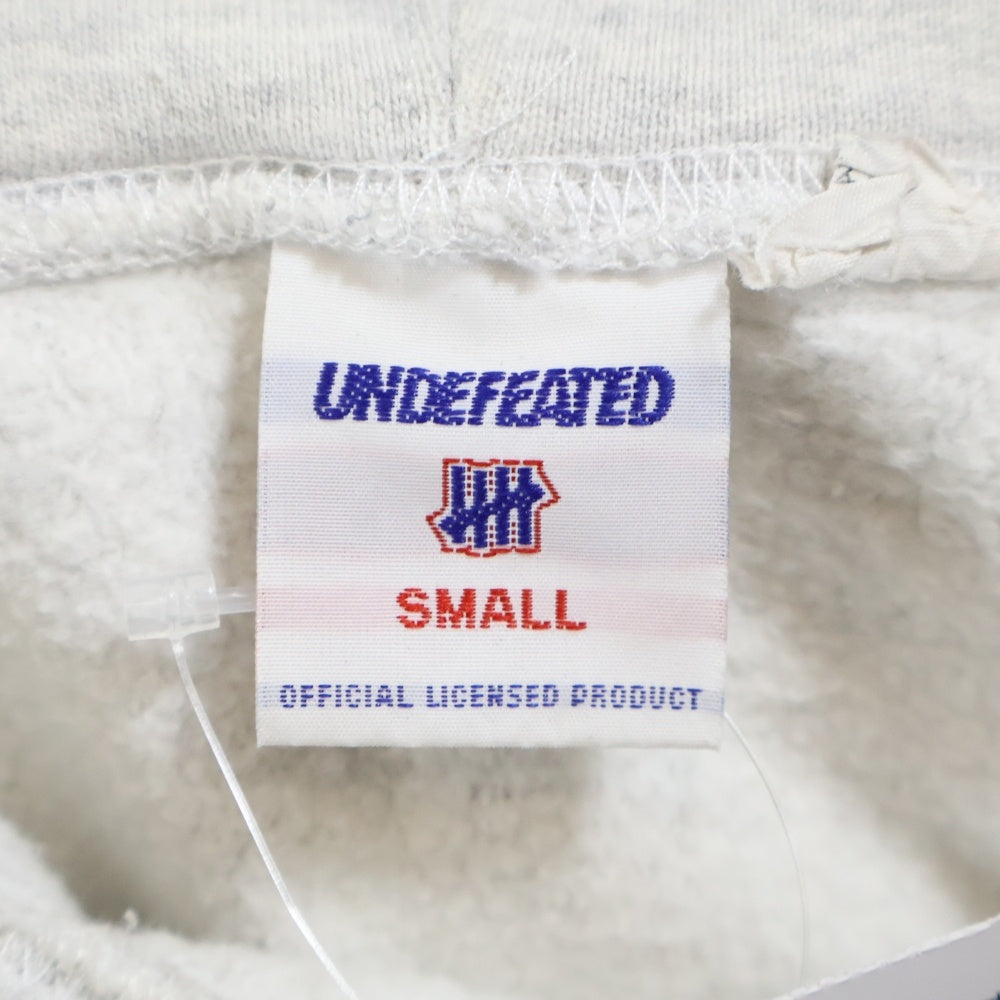 UNDEFEATED
SMALL
OFFICIAL LICENSED PRODUCT